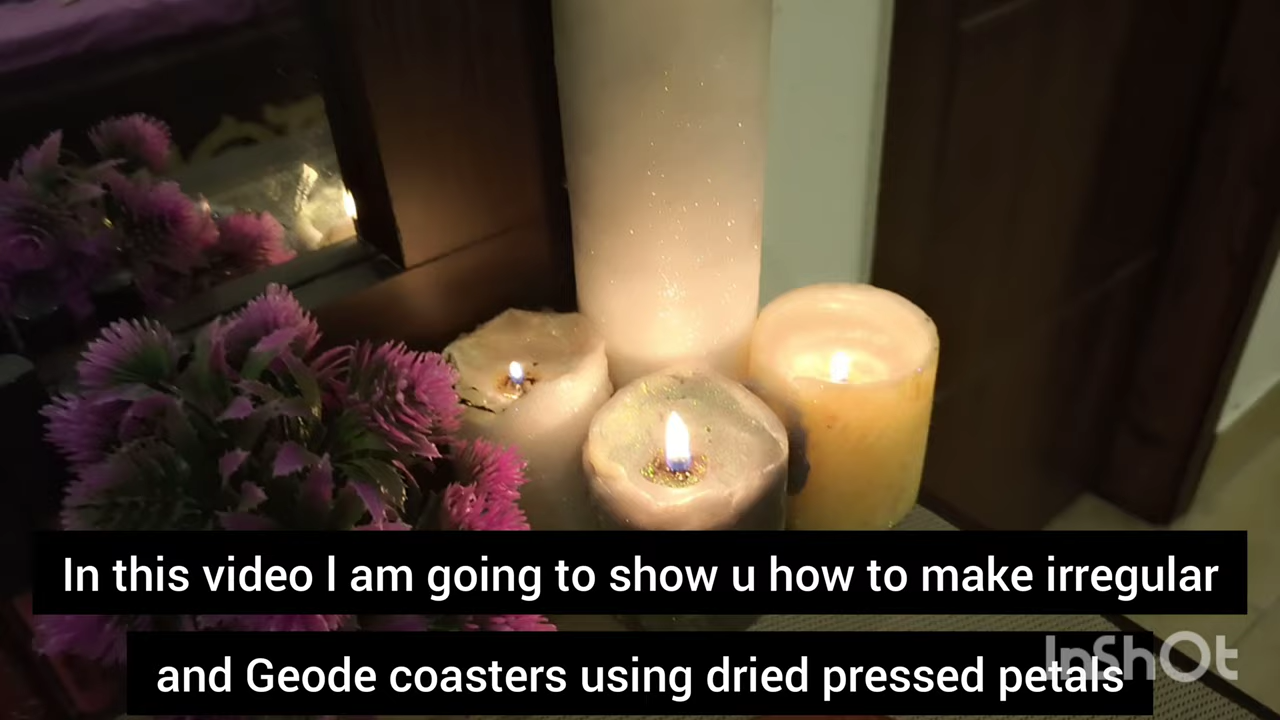 In this video I am going to show u how to make irregular
and Geode coasters using dried pressed petals
InShOt